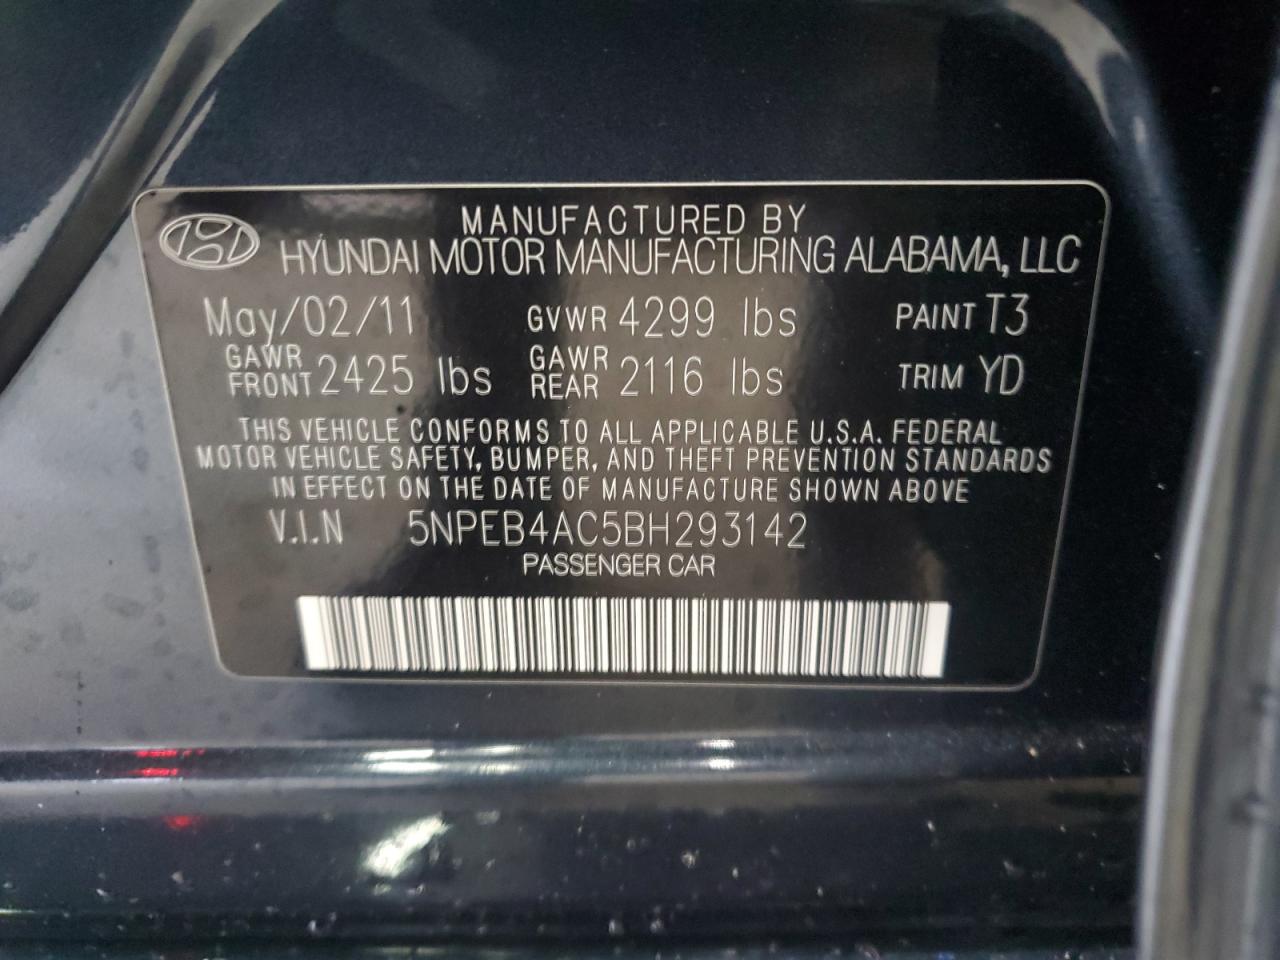 MANUFACTURED BY
HYUNDAI MOTOR MANUFACTURING ALABAMA, LLC
May/02/11 GVWR 4299 lbs PAINT T3
GAWR FRONT 2425 lbs GAWR REAR 2116 lbs TRIM YD
THIS VEHICLE CONFORMS TO ALL APPLICABLE U.S.A. FEDERAL
MOTOR VEHICLE SAFETY, BUMPER, AND THEFT PREVENTION STANDARDS
IN EFFECT ON THE DATE OF MANUFACTURE SHOWN ABOVE
V.I.N 5NPEB4AC5BH293142
PASSENGER CAR